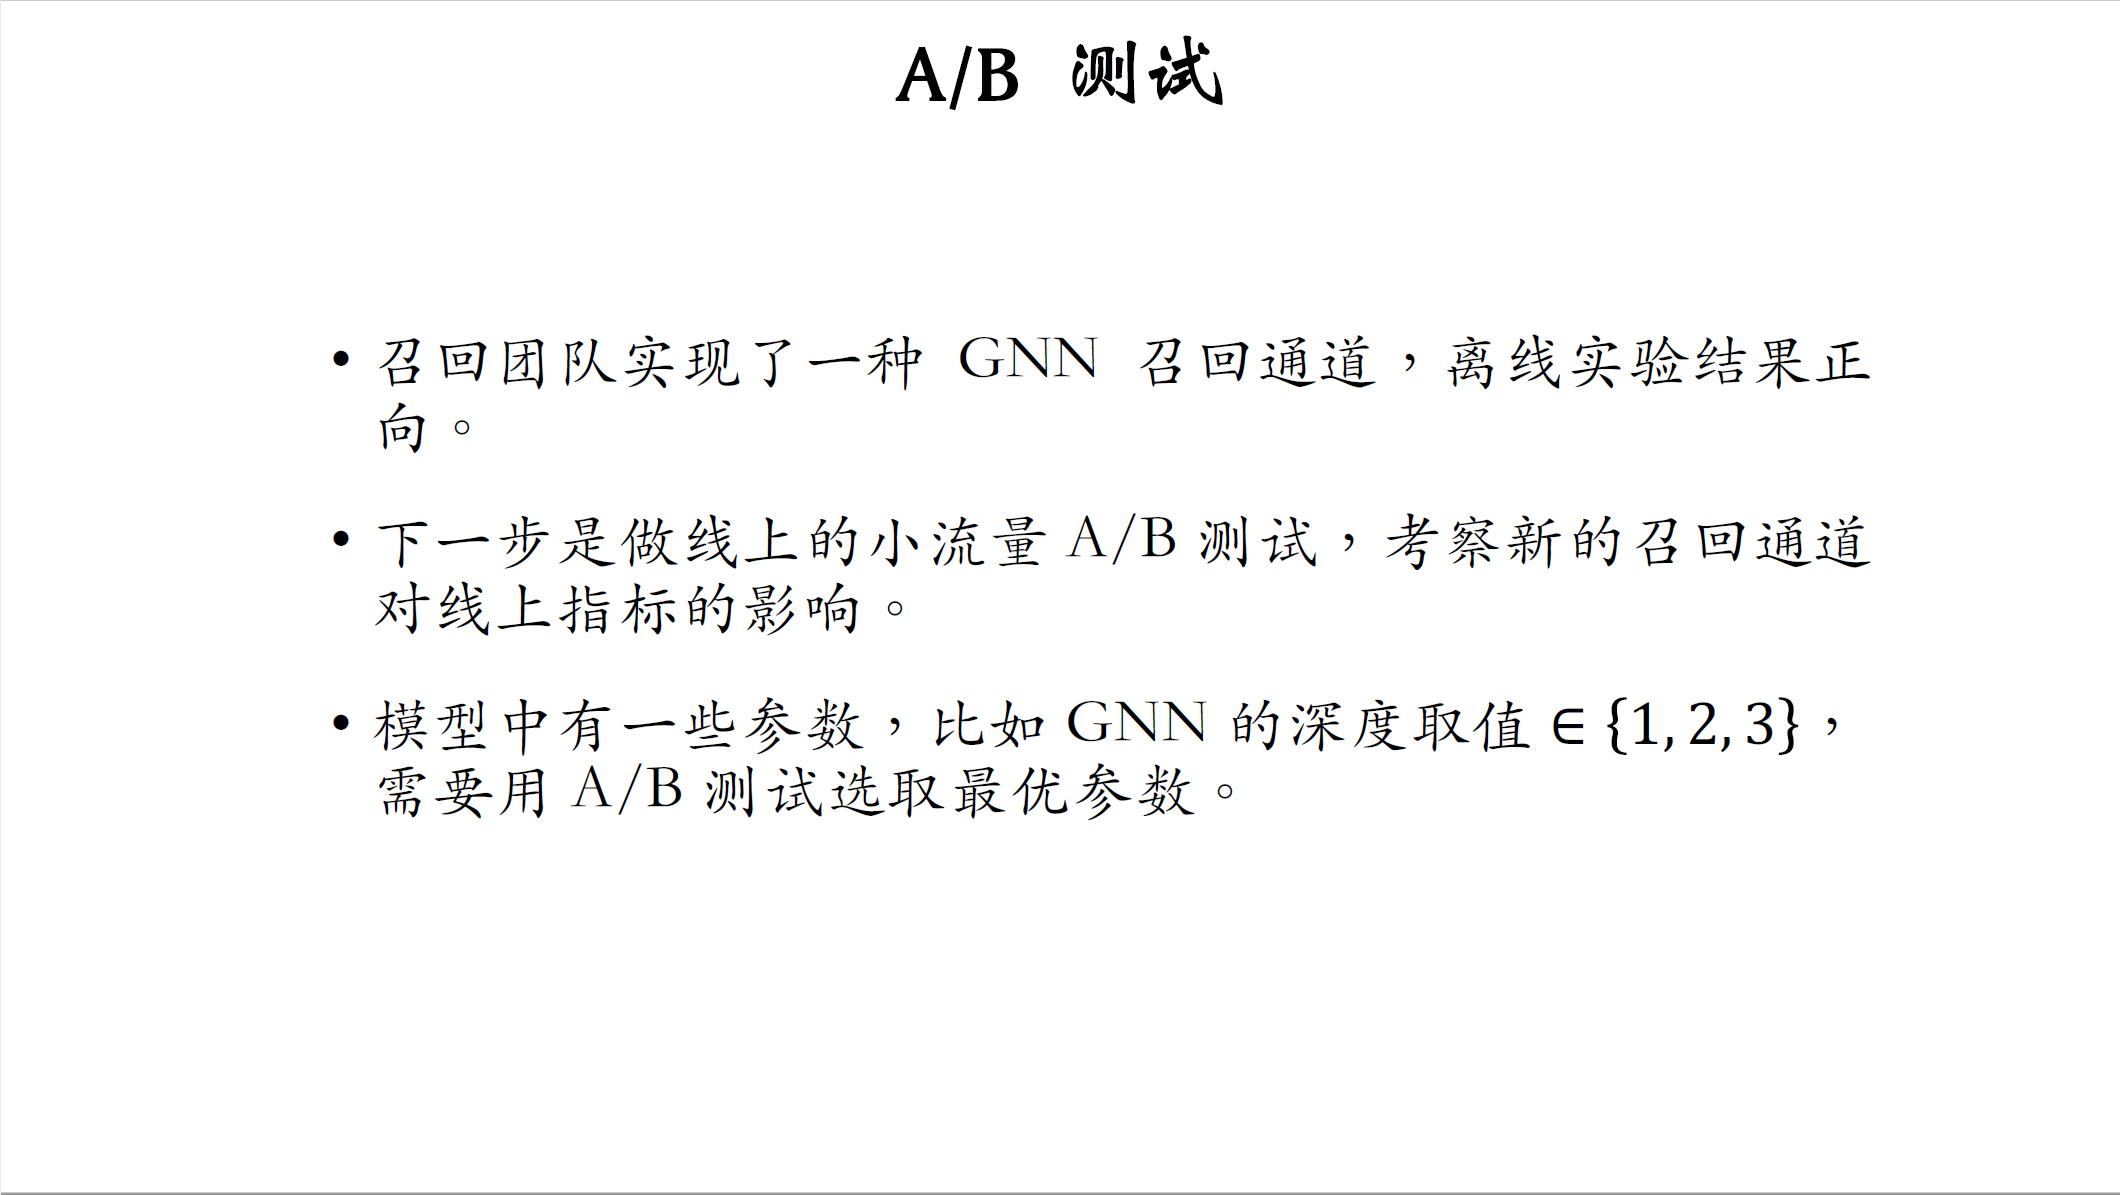 A/B 测试
• 召回团队实现了一种 GNN 召回通道，离线实验结果正
向。
• 下一步是做线上的小流量 A/B 测试，考察新的召回通道
对线上指标的影响。
• 模型中有一些参数，比如 GNN 的深度取值 ∈ {1, 2, 3}，
需要用 A/B 测试选取最优参数。